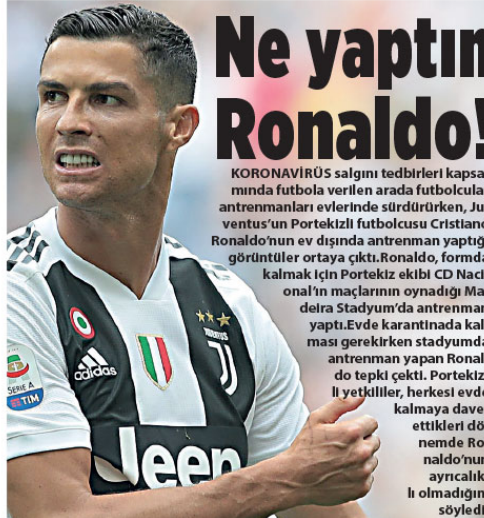 Ne yaptın
Ronaldo!
KORONAVİRÜS salgını tedbirleri kapsa
mında futbola verilen arada futbolcula
antrenmanları evlerinde sürdürürken, Ju
ventus'un Portekizli futbolcusu Cristiano
Ronaldo'nun ev dışında antrenman yaptığ
görüntüler ortaya çıktı.Ronaldo, formda
kalmak için Portekiz ekibi CD Naci
onal'ın maçlarının oynadığı Ma
deira Stadyum'da antrenman
yaptı.Evde karantinada kal
ması gerekirken stadyumda
antrenman yapan Ronal
do tepki çekti. Portekiz
li yetkililer, herkesi evde
kalmaya dave
ettikleri dö
nemde Ro
naldo'nun
ayrıcalık
lı olmadığın
söyledi
JUVENTUS
adidas
SERIE A
TIM
Jeep